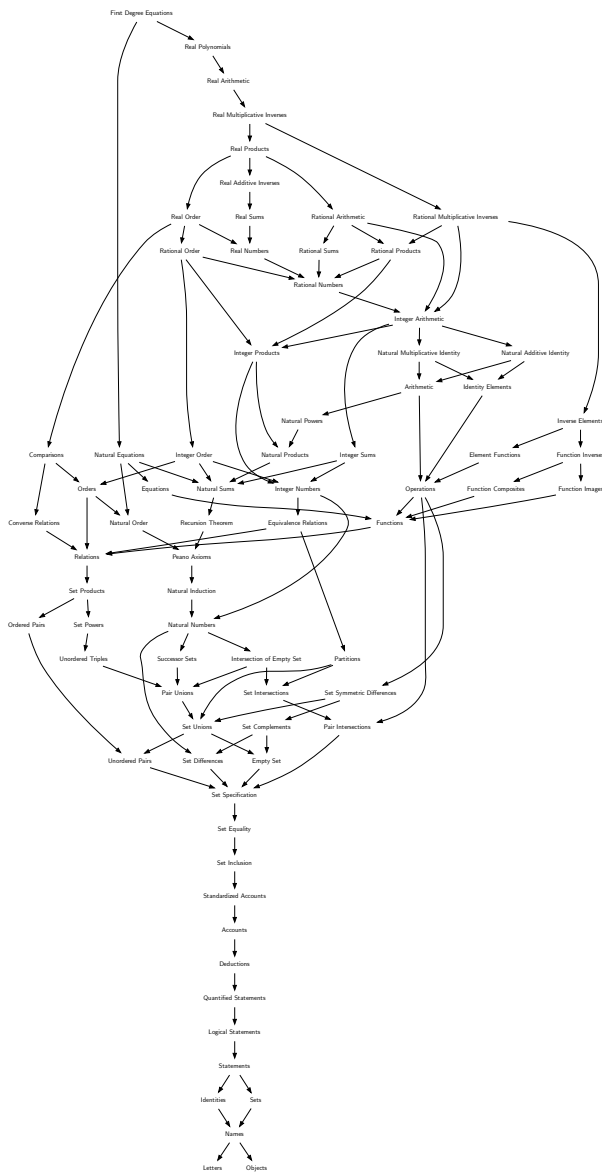 First Degree Equations
Real Polynomials
Real Arithmetic
Real Multiplicative Inverses
Real Products
Real Additive Inverses
Real Order Real Sums Rational Arithmetic Rational Multiplicative Inverses
Rational Order Real Numbers Rational Sums Rational Products
Rational Numbers
Integer Arithmetic
Integer Products Natural Multiplicative Identity Natural Additive Identity
Arithmetic Identity Elements
Natural Powers Inverse Elements
Comparisons Natural Equations Integer Order Natural Products Integer Sums Element Functions Function Inverses
Orders Equations Natural Sums Integer Numbers Operations Function Composites Function Images
Converse Relations Natural Order Recursion Theorem Equivalence Relations Functions
Relations Peano Axioms
Set Products Natural Induction
Ordered Pairs Set Powers Natural Numbers
Unordered Triples Successor Sets Intersection of Empty Set Partitions
Pair Unions Set Intersections Set Symmetric Differences
Set Unions Set Complements Pair Intersections
Unordered Pairs Set Differences Empty Set
Set Specification
Set Equality
Set Inclusion
Standardized Accounts
Accounts
Deductions
Quantified Statements
Logical Statements
Statements
Identities Sets
Names
Letters Objects